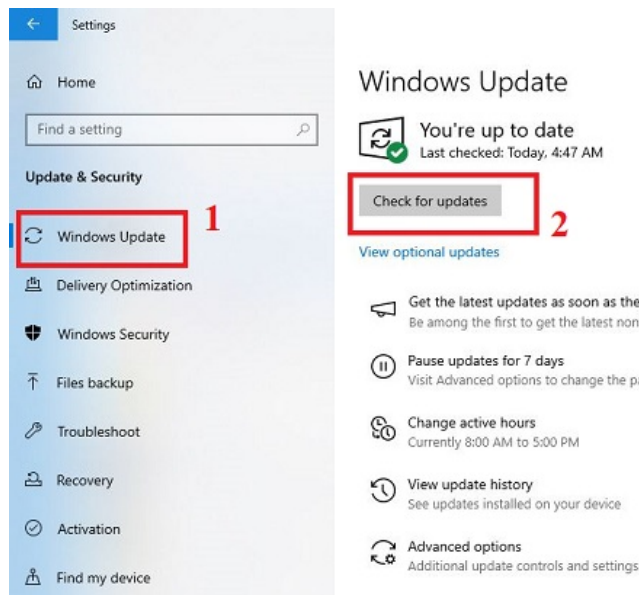 Settings
Home
Find a setting
Update & Security
1
Windows Update
Delivery Optimization
Windows Security
Files backup
Troubleshoot
Recovery
Activation
Find my device
Windows Update
You're up to date
Last checked: Today, 4:47 AM
Check for updates
2
View optional updates
Get the latest updates as soon as the
Be among the first to get the latest non
Pause updates for 7 days
Visit Advanced options to change the pa
Change active hours
Currently 8:00 AM to 5:00 PM
View update history
See updates installed on your device
Advanced options
Additional update controls and settings